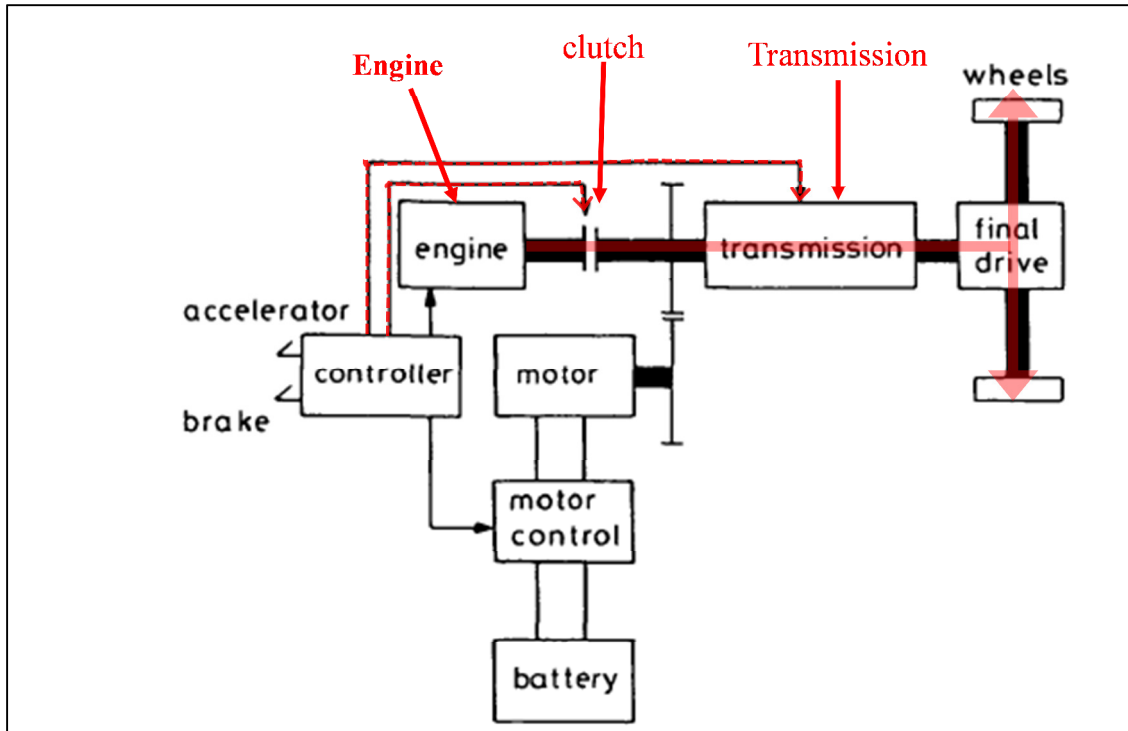 Engine
clutch
Transmission
wheels
engine
transmission
final
drive
accelerator
controller
motor
brake
motor
control
battery